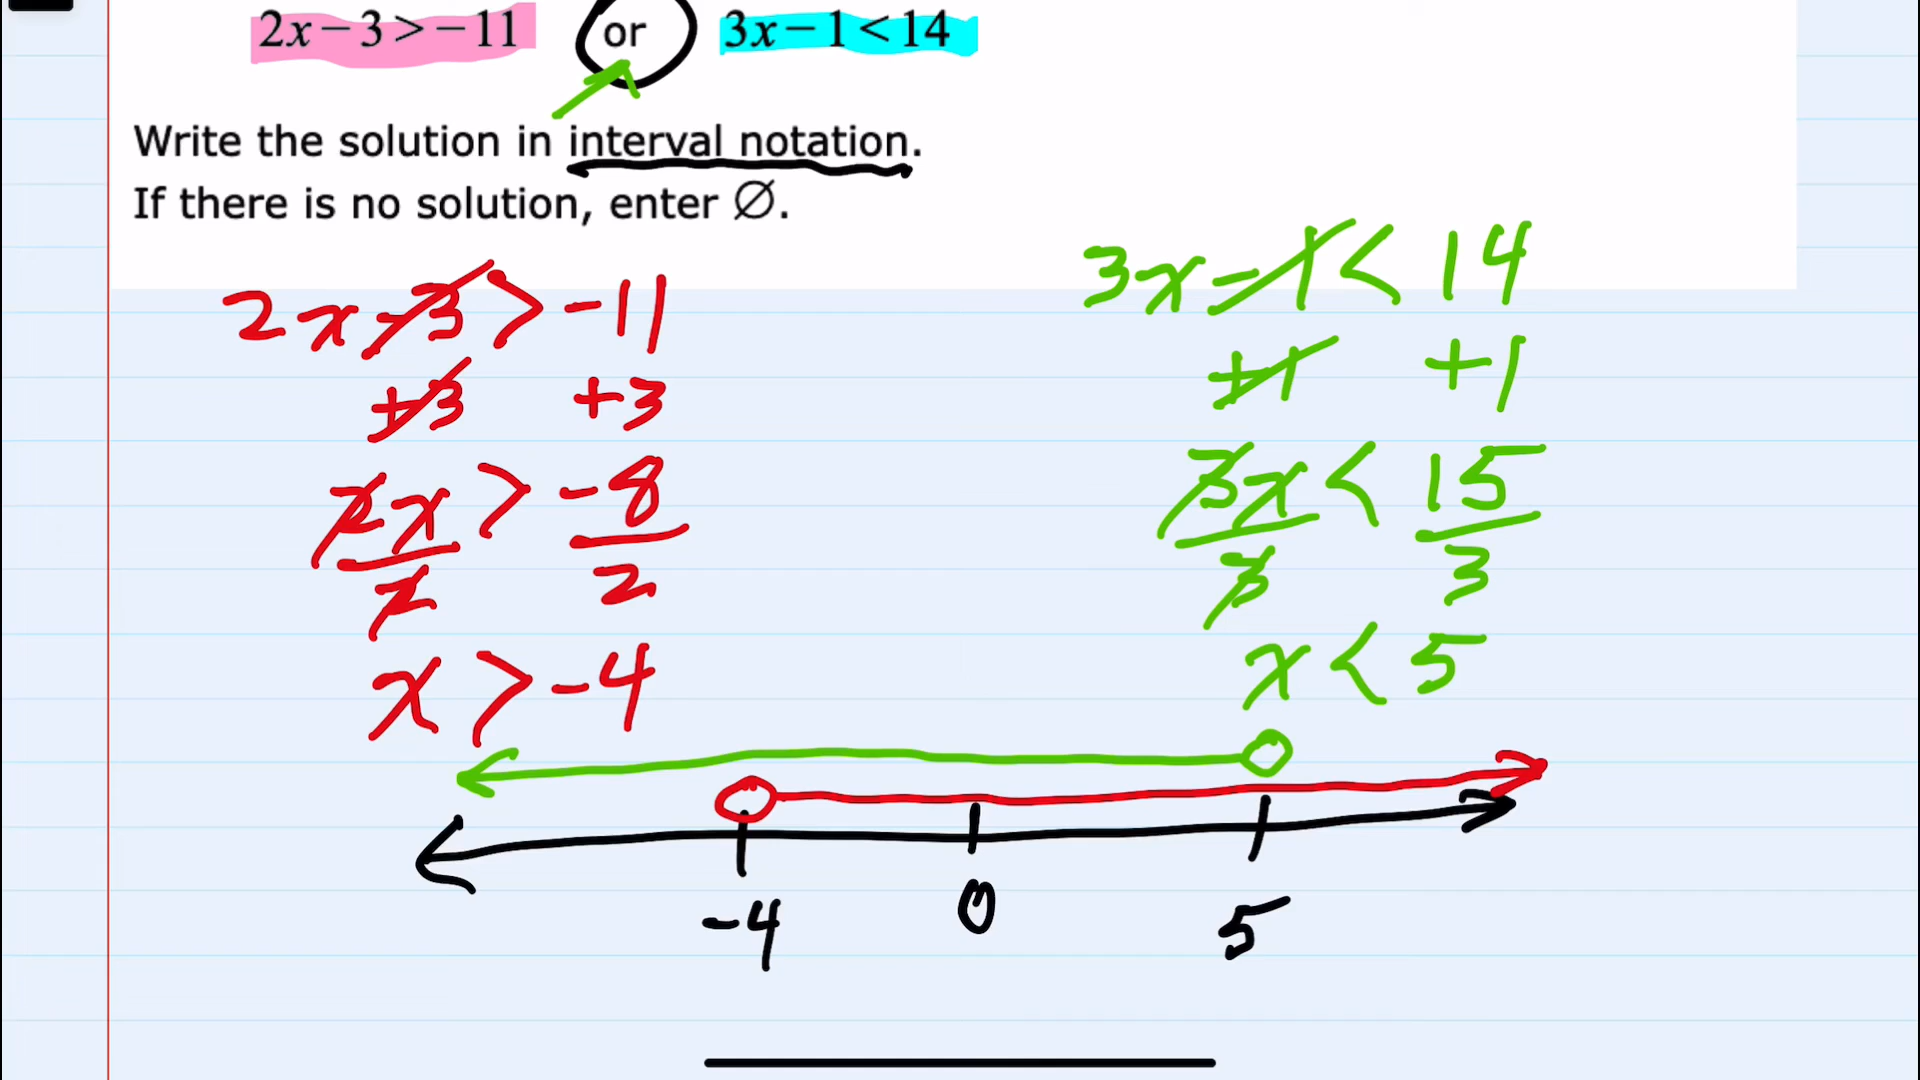 2x−3>−11 or 3x−1<14
Write the solution in interval notation.
If there is no solution, enter ∅.
2x-3 > -11
+3 +3
2x > -8
2 2
x > -4
3x-1 < 14
+1 +1
3x < 15
3 3
x < 5
-4 0 5